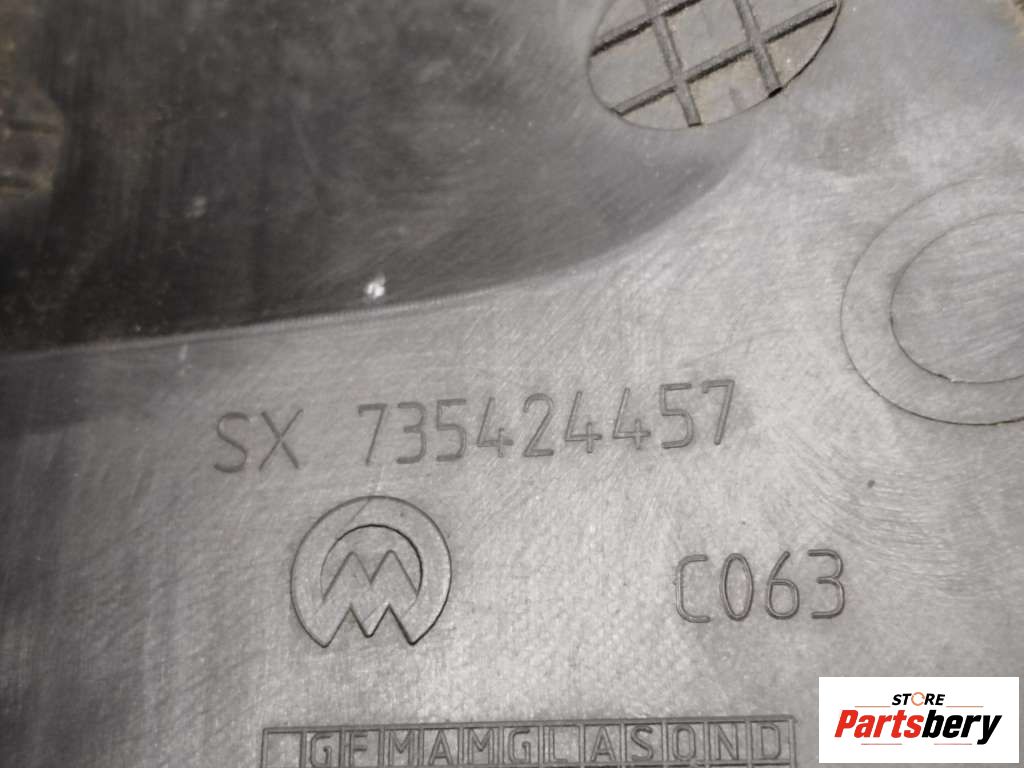 SX 735424457
C063
GFMAMGLASOND
STORE
Partsbery